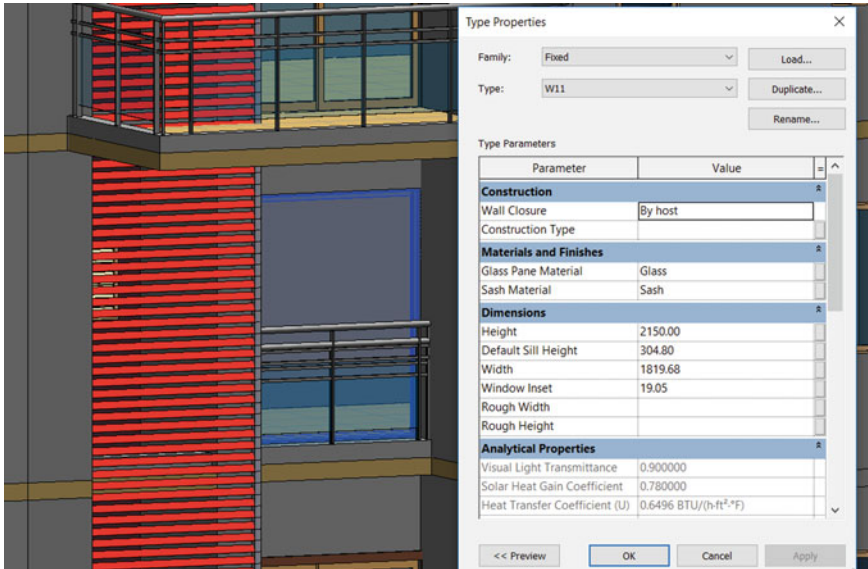 Type Properties
Family: Fixed Load...
Type: W11 Duplicate...
Rename...
Type Parameters
Parameter Value =
Construction
Wall Closure By host
Construction Type
Materials and Finishes
Glass Pane Material Glass
Sash Material Sash
Dimensions
Height 2150.00
Default Sill Height 304.80
Width 1819.68
Window Inset 19.05
Rough Width
Rough Height
Analytical Properties
Visual Light Transmittance 0.900000
Solar Heat Gain Coefficient 0.780000
Heat Transfer Coefficient (U) 0.6496 BTU/(h·ft²·°F)
<< Preview OK Cancel Apply